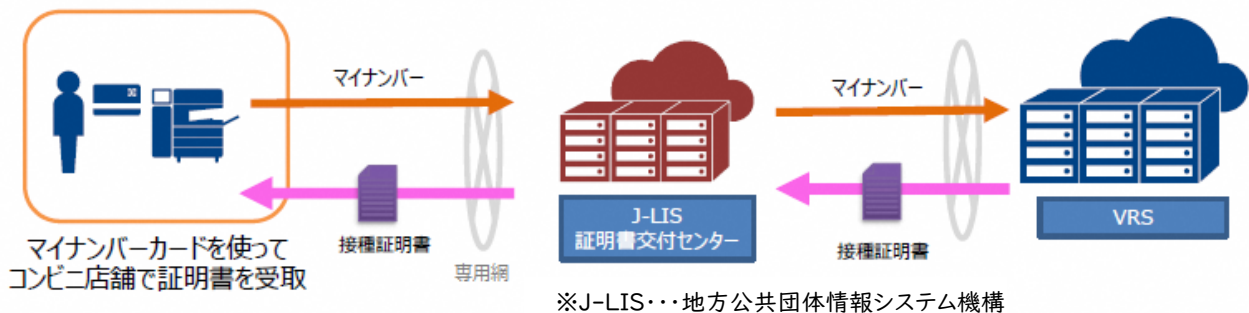 マイナンバー
マイナンバー
接種証明書
専用網
J-LIS
証明書交付センター
接種証明書
VRS
マイナンバーカードを使って
コンビニ店舗で証明書を受取
※J-LIS・・・地方公共団体情報システム機構